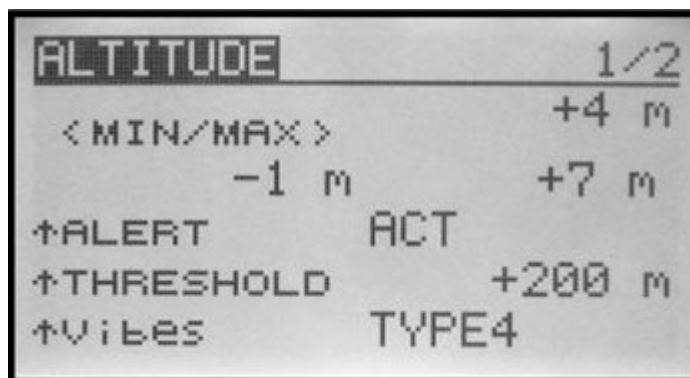 ALTITUDE 1/2
+4 m
<MIN/MAX>
-1 m +7 m
↑ALERT ACT
↑THRESHOLD +200 m
↑Vibes TYPE4